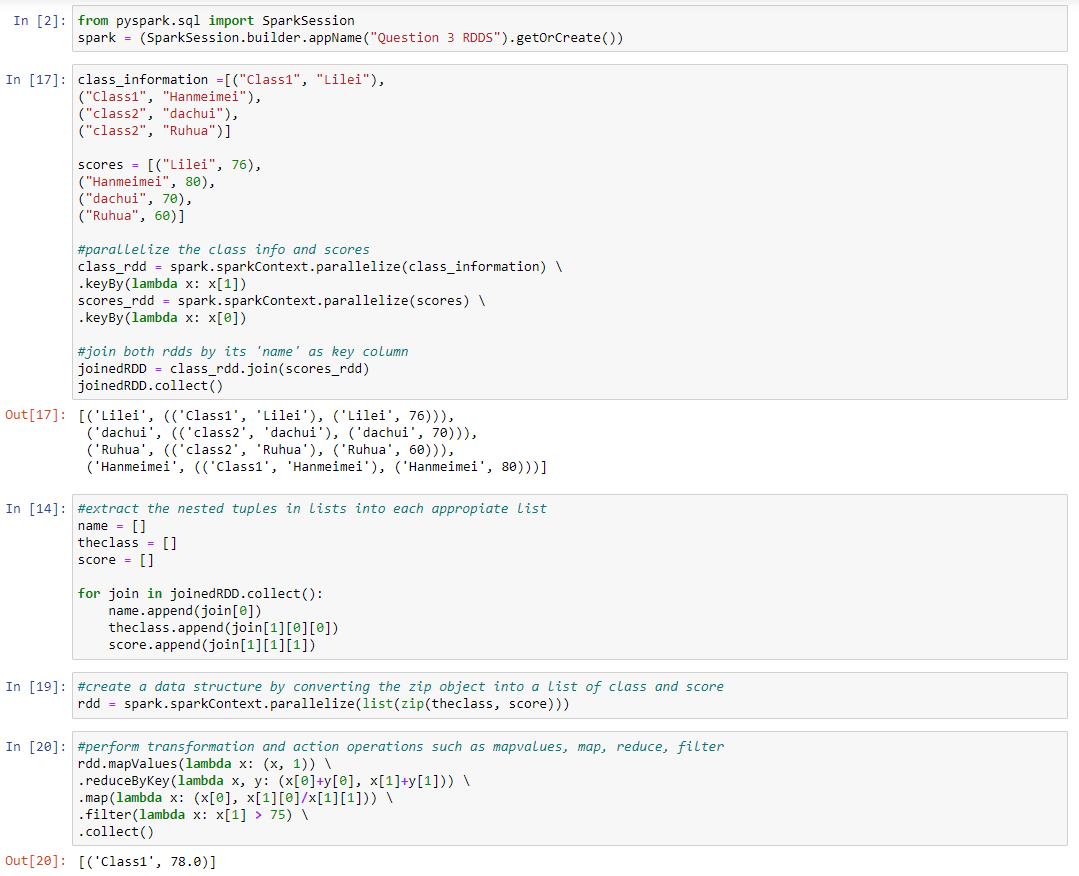 In [2]: from pyspark.sql import SparkSession
spark = (SparkSession.builder.appName("Question 3 RDDS").getOrCreate())
In [17]: class_information =[("Class1", "Lilei"),
("Class1", "Hanmeimei"),
("class2", "dachui"),
("class2", "Ruhua")]
scores = [("Lilei", 76),
("Hanmeimei", 80),
("dachui", 70),
("Ruhua", 60)]
#parallelize the class info and scores
class_rdd = spark.sparkContext.parallelize(class_information) \
.keyBy(lambda x: x[1])
scores_rdd = spark.sparkContext.parallelize(scores) \
.keyBy(lambda x: x[0])
#join both rdds by its 'name' as key column
joinedRDD = class_rdd.join(scores_rdd)
joinedRDD.collect()
Out[17]: [('Lilei', (('Class1', 'Lilei'), ('Lilei', 76))),
('dachui', (('class2', 'dachui'), ('dachui', 70))),
('Ruhua', (('class2', 'Ruhua'), ('Ruhua', 60))),
('Hanmeimei', (('Class1', 'Hanmeimei'), ('Hanmeimei', 80)))]
In [14]: #extract the nested tuples in lists into each appropiate list
name = []
theclass = []
score = []
for join in joinedRDD.collect():
    name.append(join[0])
    theclass.append(join[1][0][0])
    score.append(join[1][1][1])
In [19]: #create a data structure by converting the zip object into a list of class and score
rdd = spark.sparkContext.parallelize(list(zip(theclass, score)))
In [20]: #perform transformation and action operations such as mapvalues, map, reduce, filter
rdd.mapValues(lambda x: (x, 1)) \
.reduceByKey(lambda x, y: (x[0]+y[0], x[1]+y[1])) \
.map(lambda x: (x[0], x[1][0]/x[1][1])) \
.filter(lambda x: x[1] > 75) \
.collect()
Out[20]: [('Class1', 78.0)]